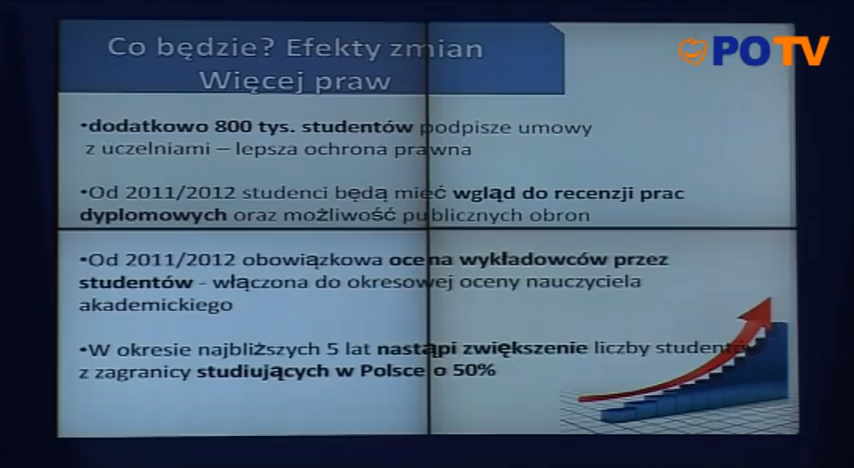 POTV
Co będzie? Efekty zmian
Więcej praw
•dodatkowo 800 tys. studentów podpisze umowy
z uczelniami – lepsza ochrona prawna
•Od 2011/2012 studenci będą mieć wgląd do recenzji prac
dyplomowych oraz możliwość publicznych obron
•Od 2011/2012 obowiązkowa ocena wykładowców przez
studentów - włączona do okresowej oceny nauczyciela
akademickiego
•W okresie najbliższych 5 lat nastąpi zwiększenie liczby studentów
z zagranicy studiujących w Polsce o 50%